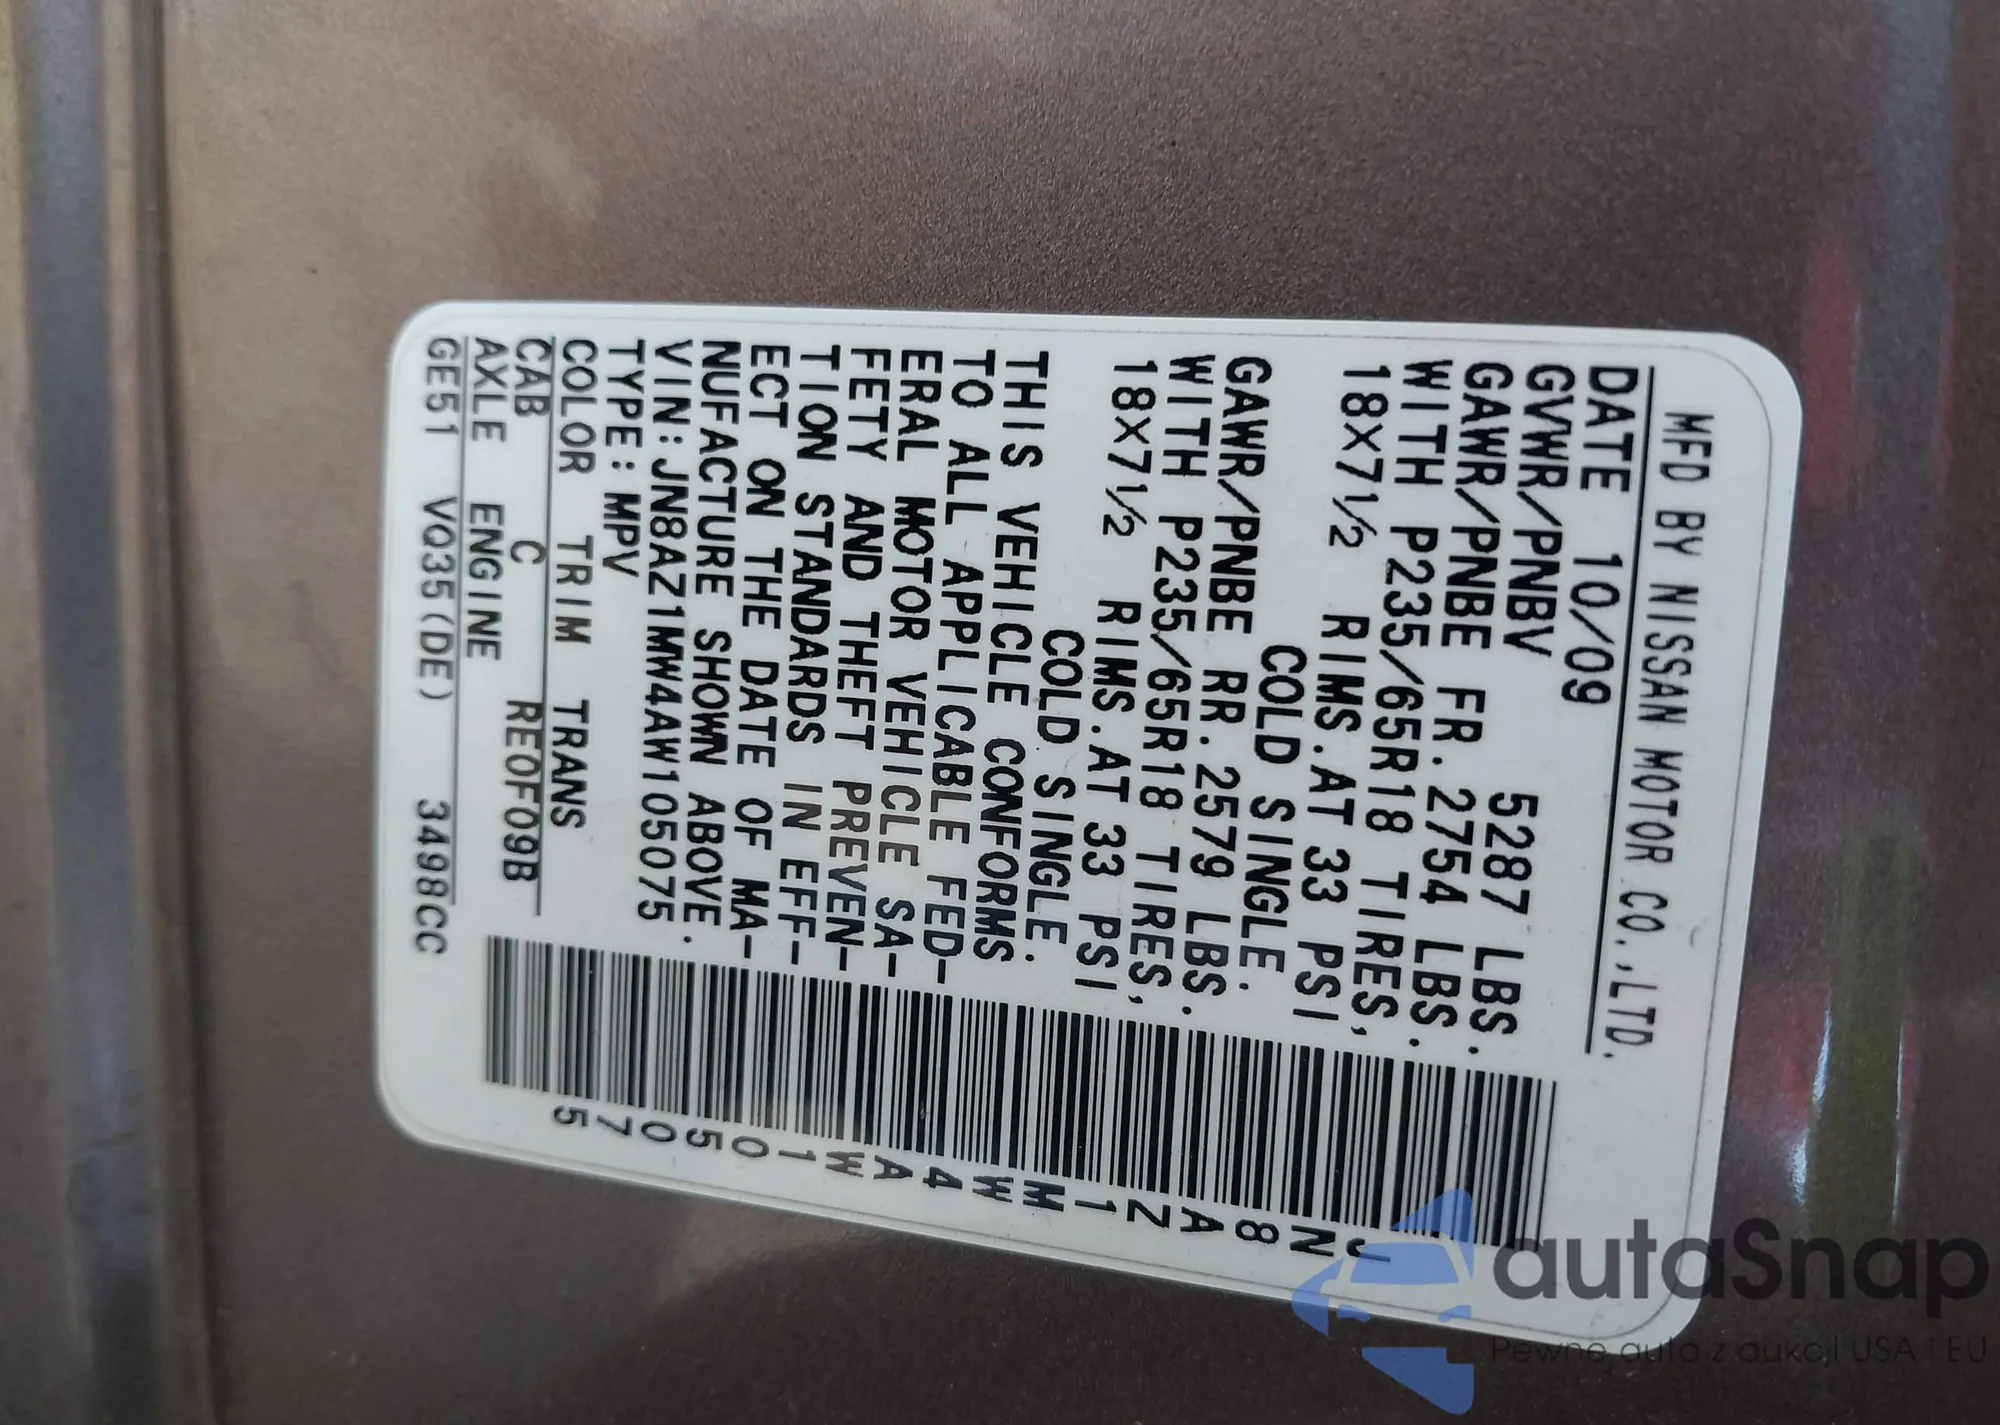 MFD BY NISSAN MOTOR CO.,LTD.
DATE 10/09
GVWR/PNBV 5287 LBS.
GAWR/PNBE FR.2754 LBS.
WITH P235/65R18 TIRES,
18X7½ RIMS.AT 33 PSI
COLD SINGLE.
GAWR/PNBE RR.2579 LBS.
WITH P235/65R18 TIRES,
18X7½ RIMS.AT 33 PSI
COLD SINGLE.
THIS VEHICLE CONFORMS
TO ALL APPLICABLE FED-
ERAL MOTOR VEHICLE SA-
FETY AND THEFT PREVEN-
TION STANDARDS IN EFF-
ECT ON THE DATE OF MA-
NUFACTURE SHOWN ABOVE.
VIN:JN8AZ1MW4AW105075
TYPE:MPV
COLOR TRIM TRANS
CAB C RE0F09B
AXLE ENGINE
GE51 VQ35(DE) 3498CC
JN8AZ1MW4AW105075
autaSnap
Pewne auta z aukcji USA i EU